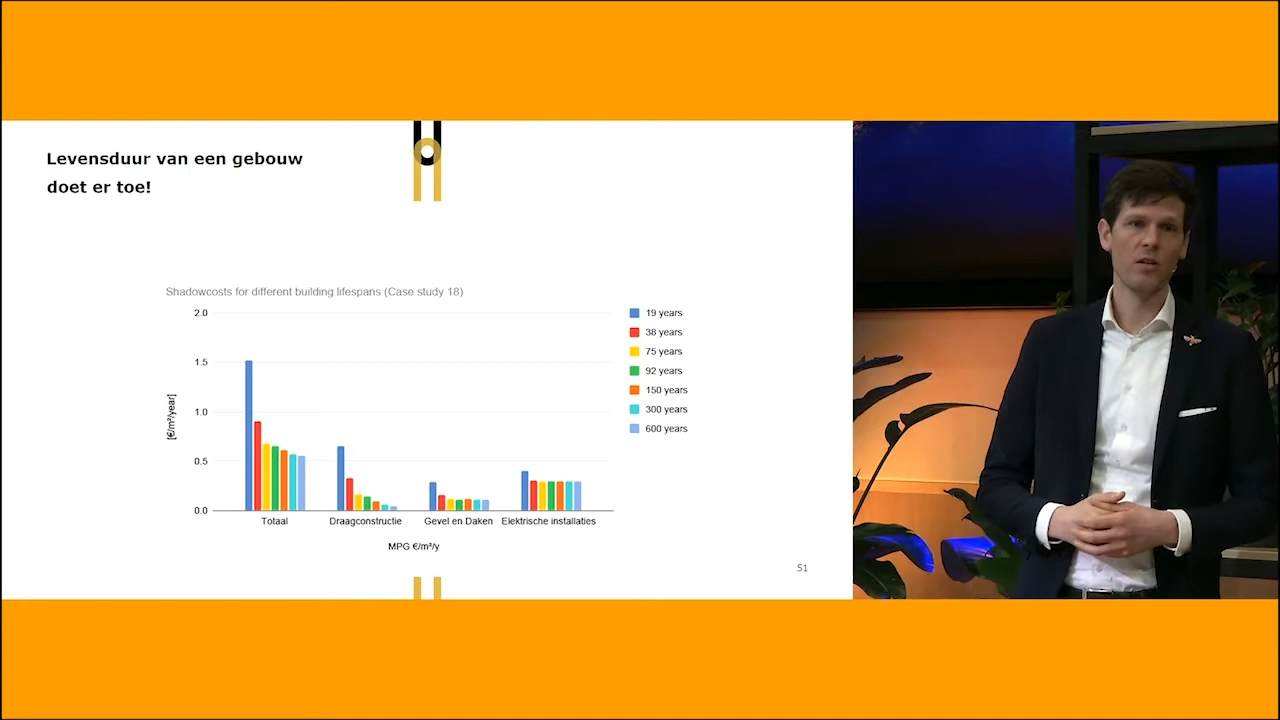 Levensduur van een gebouw
doet er toe!
Shadowcosts for different building lifespans (Case study 18)
2.0
1.5
1.0
0.5
0.0
[€/m²/year]
Totaal
Draagconstructie
Gevel en Daken
Elektrische installaties
MPG €/m²/y
19 years
38 years
75 years
92 years
150 years
300 years
600 years
51